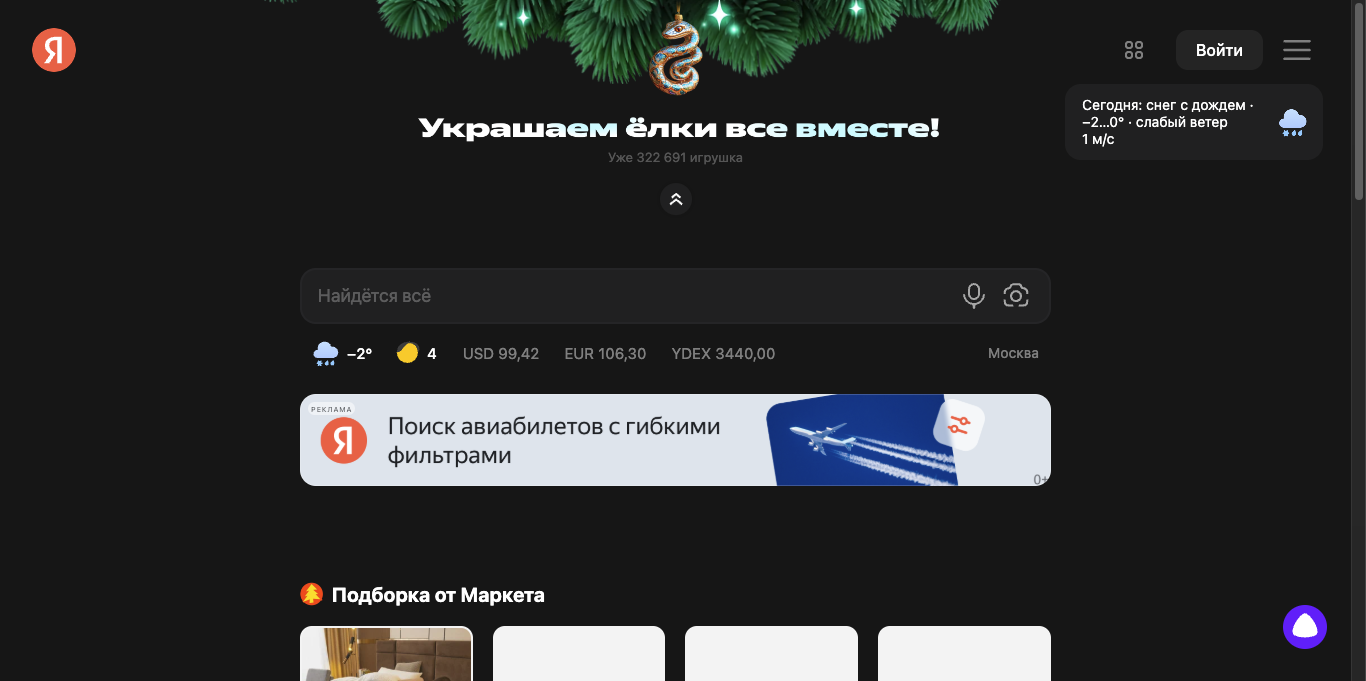 Я
Войти
Сегодня: снег с дождем ·
−2...0° · слабый ветер
1 м/с
Украшаем ёлки все вместе!
Уже 322 691 игрушка
Найдётся всё
−2°
4
USD 99,42
EUR 106,30
YDEX 3440,00
Москва
РЕКЛАМА
Я
Поиск авиабилетов с гибкими
фильтрами
0+
Подборка от Маркета